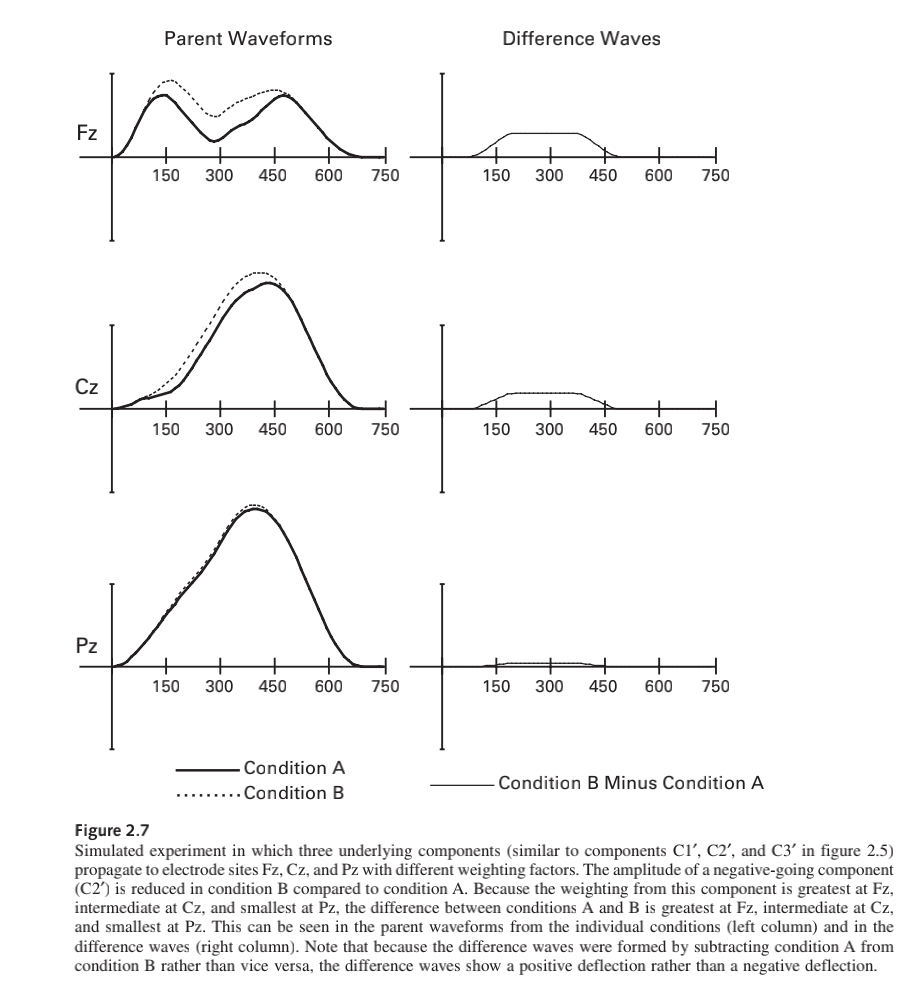 Parent Waveforms
Difference Waves
Fz
150 300 450 600 750
150 300 450 600 750
Cz
150 300 450 600 750
150 300 450 600 750
Pz
150 300 450 600 750
150 300 450 600 750
Condition A
Condition B
Condition B Minus Condition A
Figure 2.7
Simulated experiment in which three underlying components (similar to components C1′, C2′, and C3′ in figure 2.5)
propagate to electrode sites Fz, Cz, and Pz with different weighting factors. The amplitude of a negative-going component
(C2′) is reduced in condition B compared to condition A. Because the weighting from this component is greatest at Fz,
intermediate at Cz, and smallest at Pz, the difference between conditions A and B is greatest at Fz, intermediate at Cz,
and smallest at Pz. This can be seen in the parent waveforms from the individual conditions (left column) and in the
difference waves (right column). Note that because the difference waves were formed by subtracting condition A from
condition B rather than vice versa, the difference waves show a positive deflection rather than a negative deflection.